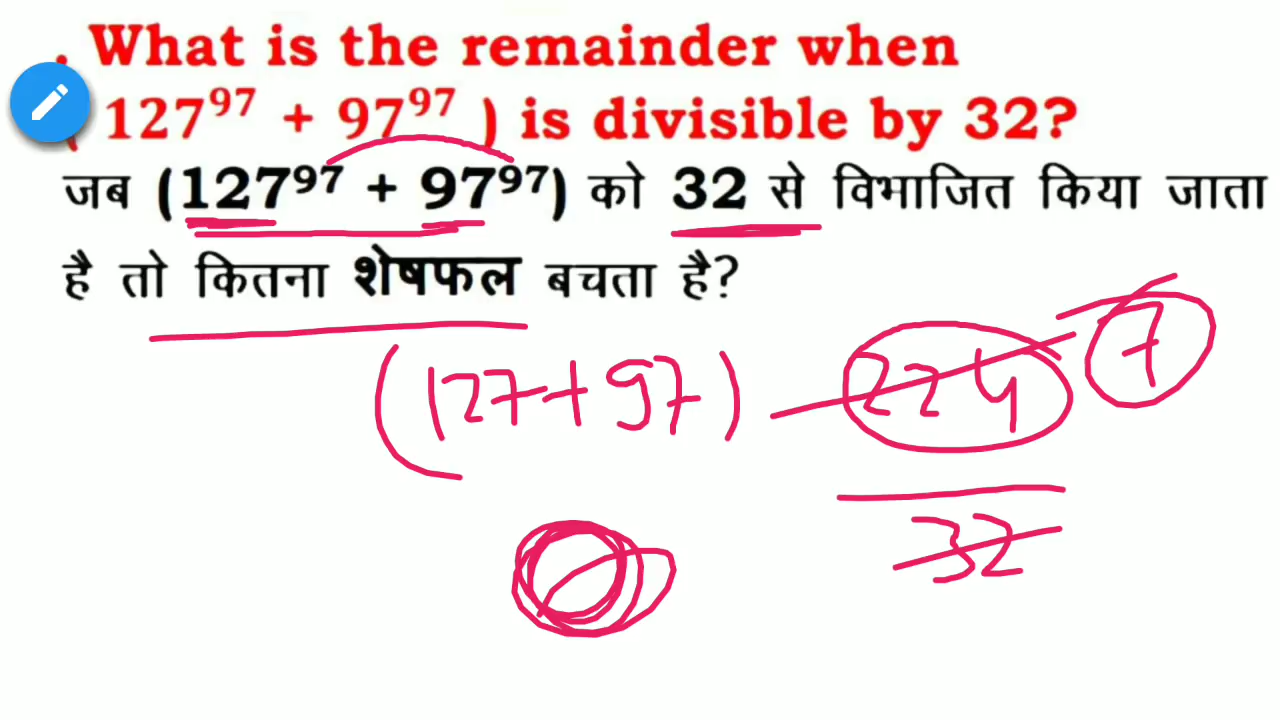 . What is the remainder when
( 127⁹⁷ + 97⁹⁷ ) is divisible by 32?
जब (127⁹⁷ + 97⁹⁷) को 32 से विभाजित किया जाता
है तो कितना शेषफल बचता है?
(127+97) 224 7
32
0